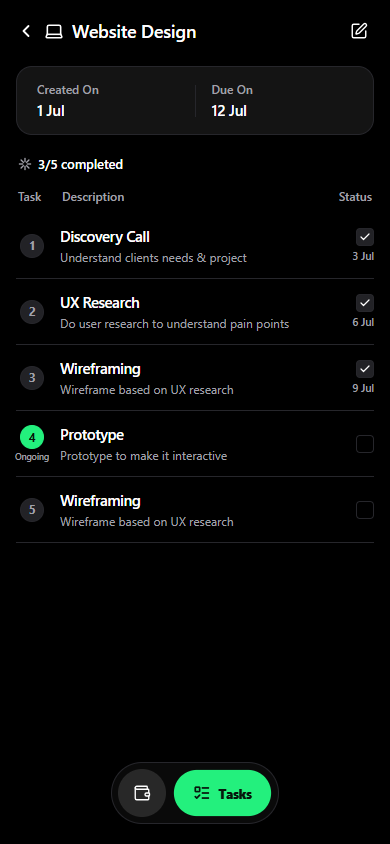 Website Design
Created On Due On
1 Jul 12 Jul
3/5 completed
Task Description Status
1 Discovery Call
Understand clients needs & project 3 Jul
2 UX Research
Do user research to understand pain points 6 Jul
3 Wireframing
Wireframe based on UX research 9 Jul
4 Prototype
Ongoing Prototype to make it interactive
5 Wireframing
Wireframe based on UX research
Tasks